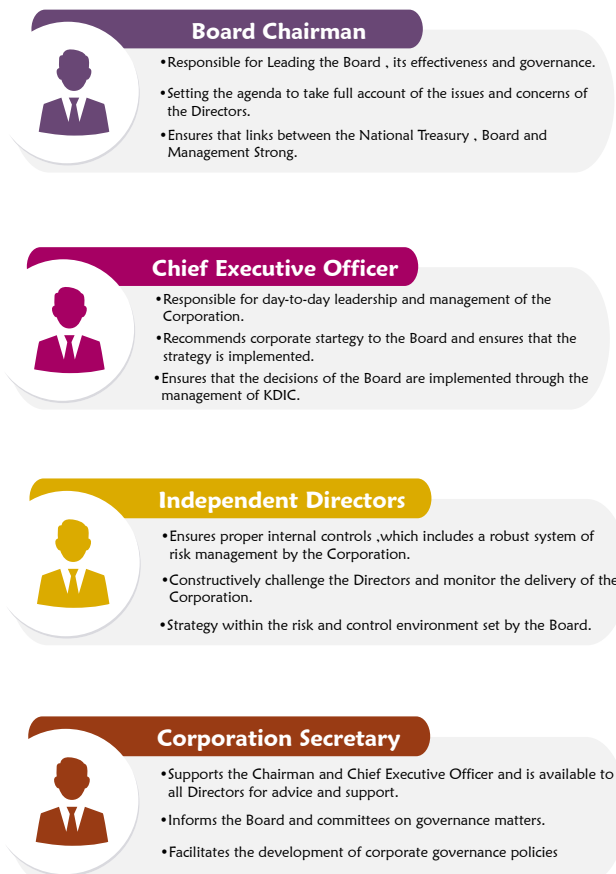 Board Chairman
•Responsible for Leading the Board , its effectiveness and governance.
•Setting the agenda to take full account of the issues and concerns of
the Directors.
•Ensures that links between the National Treasury , Board and
Management Strong.
Chief Executive Officer
•Responsible for day-to-day leadership and management of the
Corporation.
•Recommends corporate startegy to the Board and ensures that the
strategy is implemented.
•Ensures that the decisions of the Board are implemented through the
management of KDIC.
Independent Directors
•Ensures proper internal controls ,which includes a robust system of
risk management by the Corporation.
•Constructively challenge the Directors and monitor the delivery of the
Corporation.
•Strategy within the risk and control environment set by the Board.
Corporation Secretary
•Supports the Chairman and Chief Executive Officer and is available to
all Directors for advice and support.
•Informs the Board and committees on governance matters.
•Facilitates the development of corporate governance policies